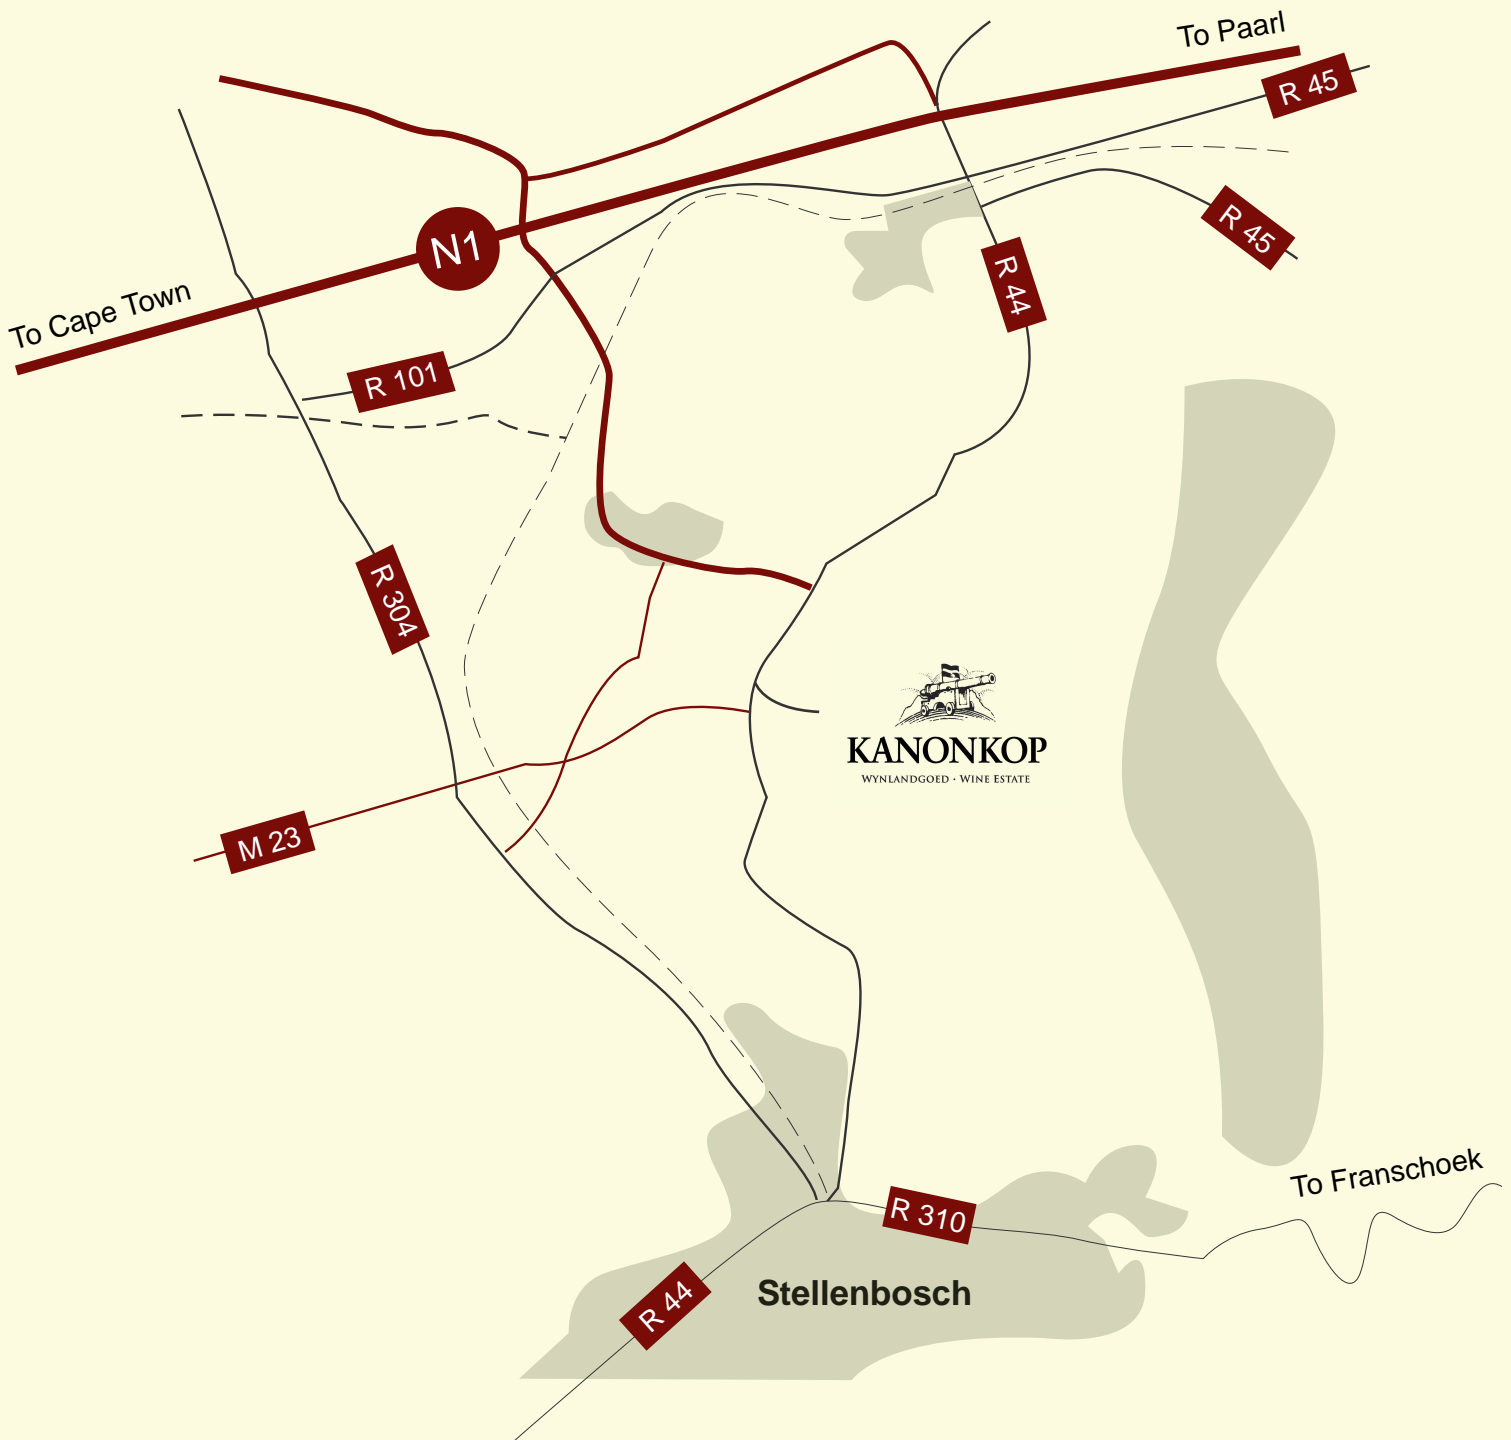 To Paarl
R 45
R 45
N1
To Cape Town
R 44
R 101
R 304
KANONKOP
WYNLANDGOED · WINE ESTATE
M 23
To Franschoek
R 310
Stellenbosch
R 44